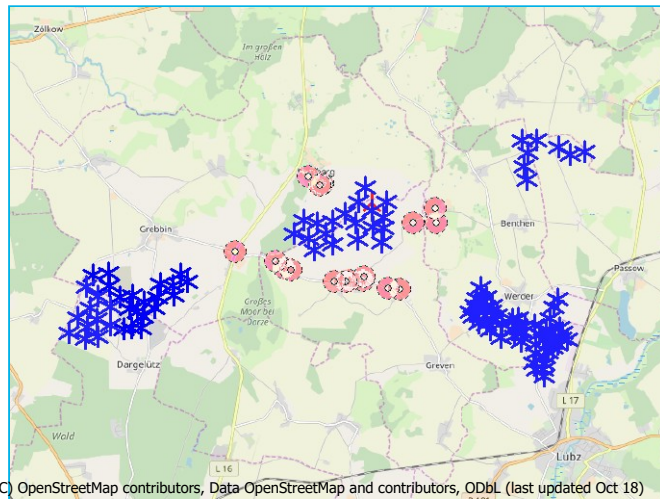 Zölkow
Im großen
Holz
Grebbin
Benchen
Passow
Werder
Großes
Moor bei
Darze
Dargelütz
Greven
L 17
Wald
L 16
Lübz
C) OpenStreetMap contributors, Data OpenStreetMap and contributors, ODbL (last updated Oct 18)